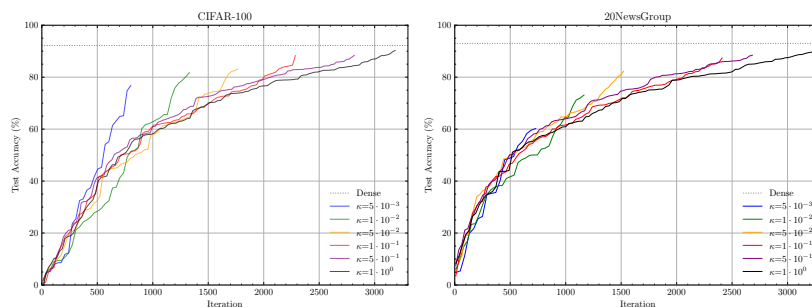 CIFAR-100
100
80
60
40
20
0
Test Accuracy (%)
0 500 1000 1500 2000 2500 3000
Iteration
Dense
κ=5 · 10⁻³
κ=1 · 10⁻²
κ=5 · 10⁻²
κ=1 · 10⁻¹
κ=5 · 10⁻¹
κ=1 · 10⁰
20NewsGroup
100
80
60
40
20
0
Test Accuracy (%)
0 500 1000 1500 2000 2500 3000
Iteration
Dense
κ=5 · 10⁻³
κ=1 · 10⁻²
κ=5 · 10⁻²
κ=1 · 10⁻¹
κ=5 · 10⁻¹
κ=1 · 10⁰